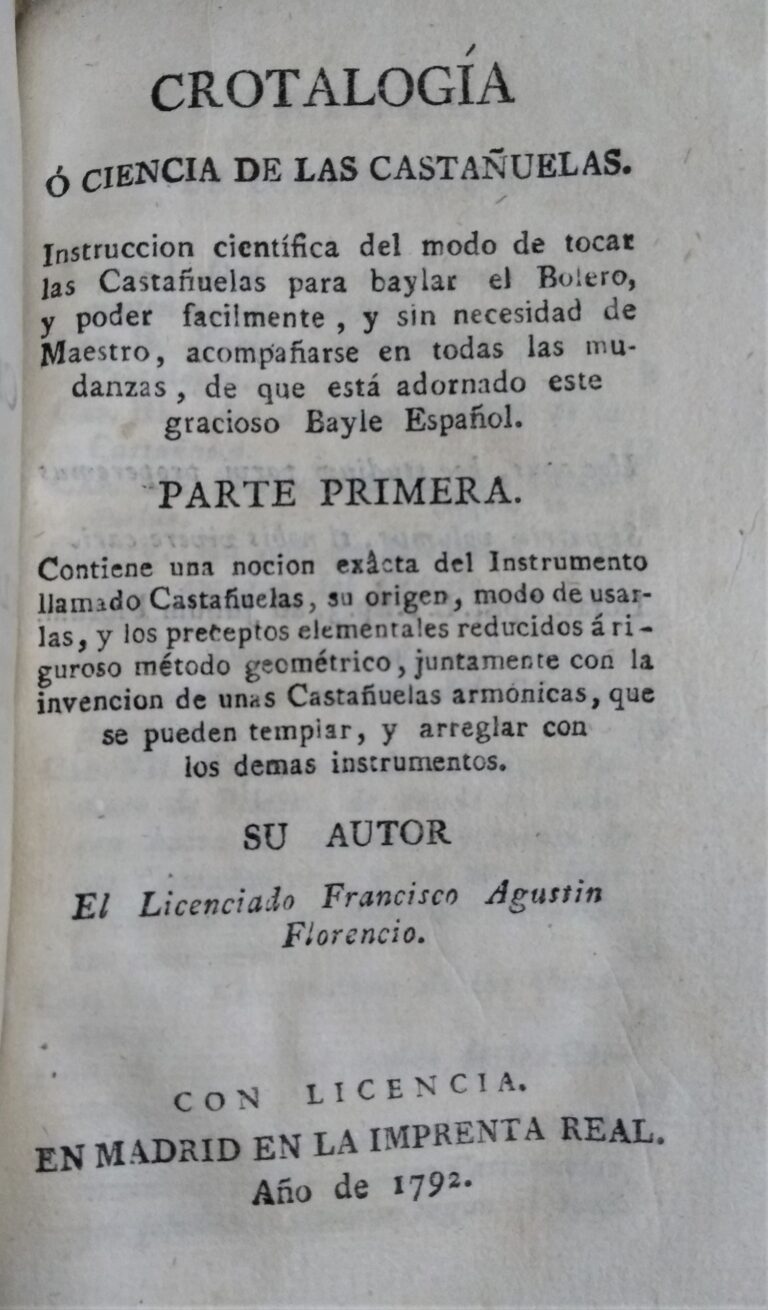 CROTALOGÍA
Ó CIENCIA DE LAS CASTAÑUELAS.
Instruccion científica del modo de tocar
las Castañuelas para baylar el Bolero,
y poder facilmente, y sin necesidad de
Maestro, acompañarse en todas las mu-
danzas, de que está adornado este
gracioso Bayle Español.
PARTE PRIMERA.
Contiene una nocion exâcta del Instrumento
llamado Castañuelas, su origen, modo de usar-
las, y los preceptos elementales reducidos á ri-
guroso método geométrico, juntamente con la
invencion de unas Castañuelas armónicas, que
se pueden templar, y arreglar con
los demas instrumentos.
SU AUTOR
El Licenciado Francisco Agustin
Florencio.
CON LICENCIA.
EN MADRID EN LA IMPRENTA REAL.
Año de 1792.